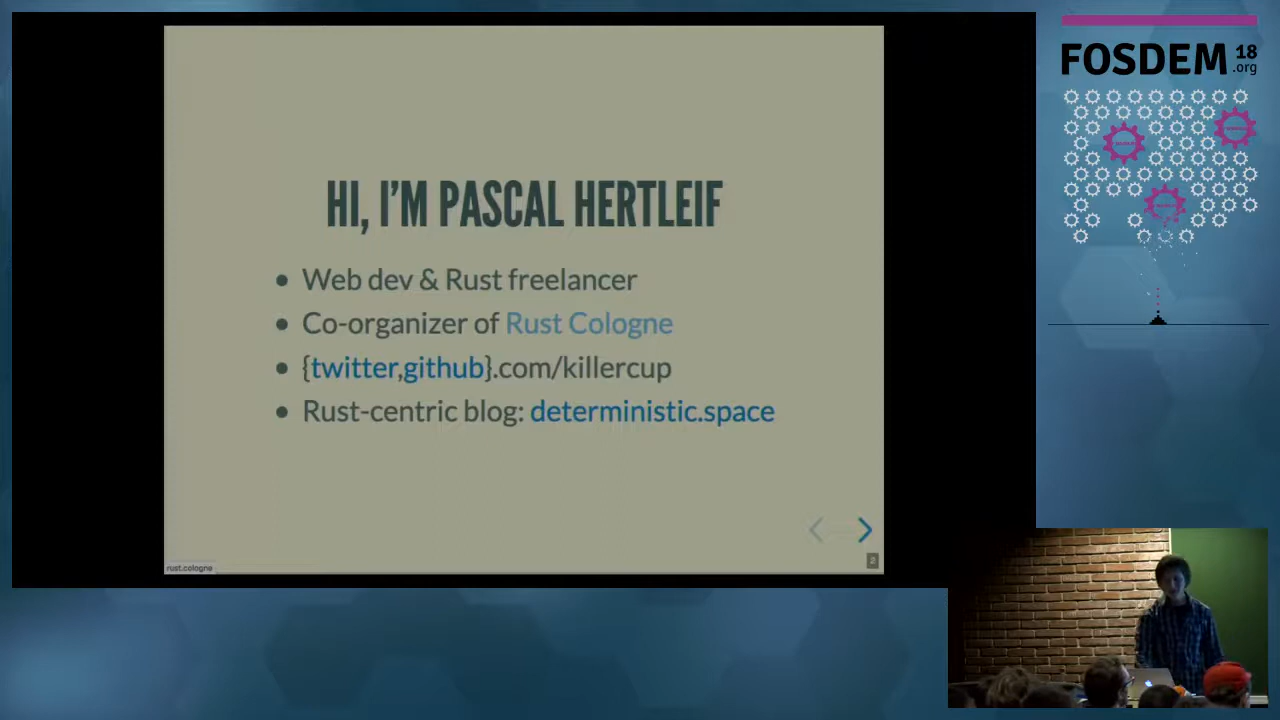 HI, I'M PASCAL HERTLEIF
Web dev & Rust freelancer
Co-organizer of Rust Cologne
{twitter,github}.com/killercup
Rust-centric blog: deterministic.space
2
rust.cologne
FOSDEM 18
.org